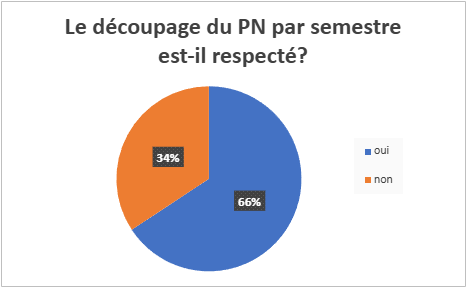 Le découpage du PN par semestre
est-il respecté?
34%
66%
oui
non